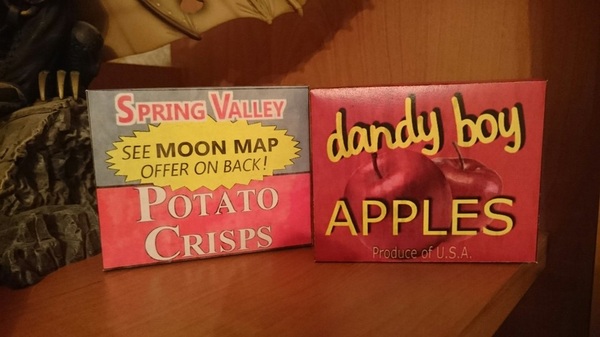 SPRING VALLEY
SEE MOON MAP
OFFER ON BACK!
POTATO
CRISPS
dandy boy
APPLES
Produce of U.S.A.